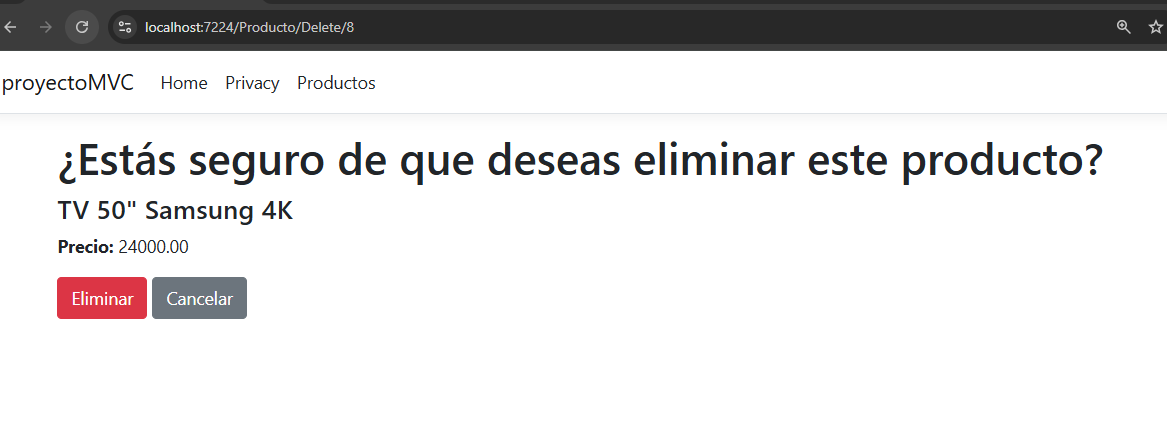 localhost:7224/Producto/Delete/8
proyectoMVC Home Privacy Productos
¿Estás seguro de que deseas eliminar este producto?
TV 50" Samsung 4K
Precio: 24000.00
Eliminar Cancelar